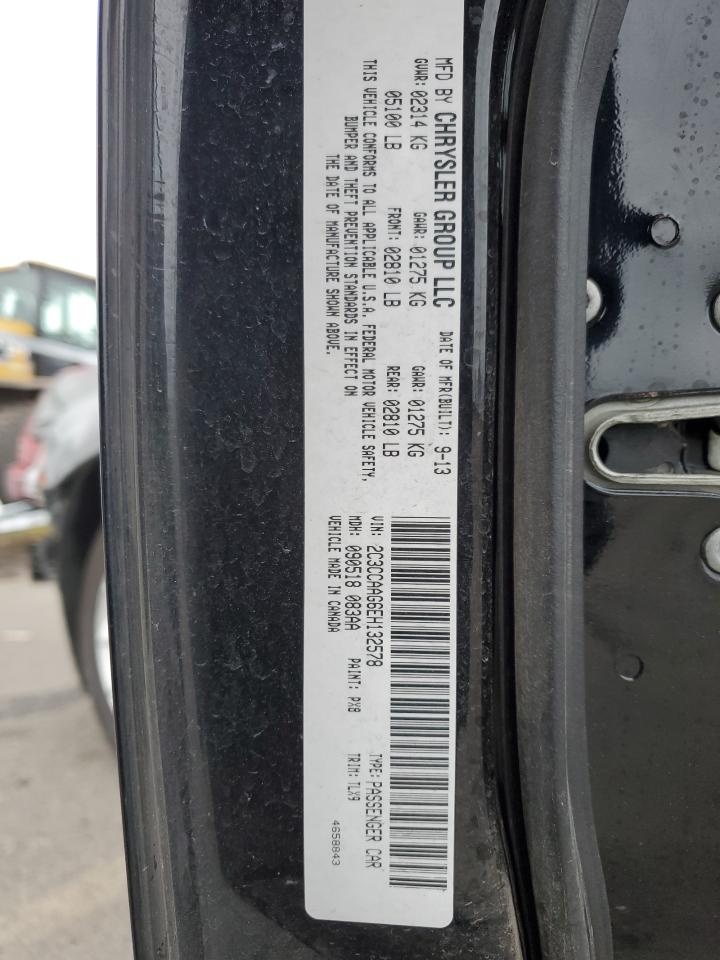 MFD BY CHRYSLER GROUP LLC DATE OF MFR(BUILT): 9-13
GVWR: 02314 KG GAWR: 01275 KG GAWR: 01275 KG
05100 LB FRONT: 02810 LB REAR: 02810 LB
THIS VEHICLE CONFORMS TO ALL APPLICABLE U.S.A. FEDERAL MOTOR VEHICLE SAFETY,
BUMPER AND THEFT PREVENTION STANDARDS IN EFFECT ON
THE DATE OF MANUFACTURE SHOWN ABOVE.
VIN: 2C3CCAAG6EH132578 TYPE: PASSENGER CAR
MDH: 090518 083AA PAINT: PX8 TRIM: TLX9
VEHICLE MADE IN CANADA 4658843